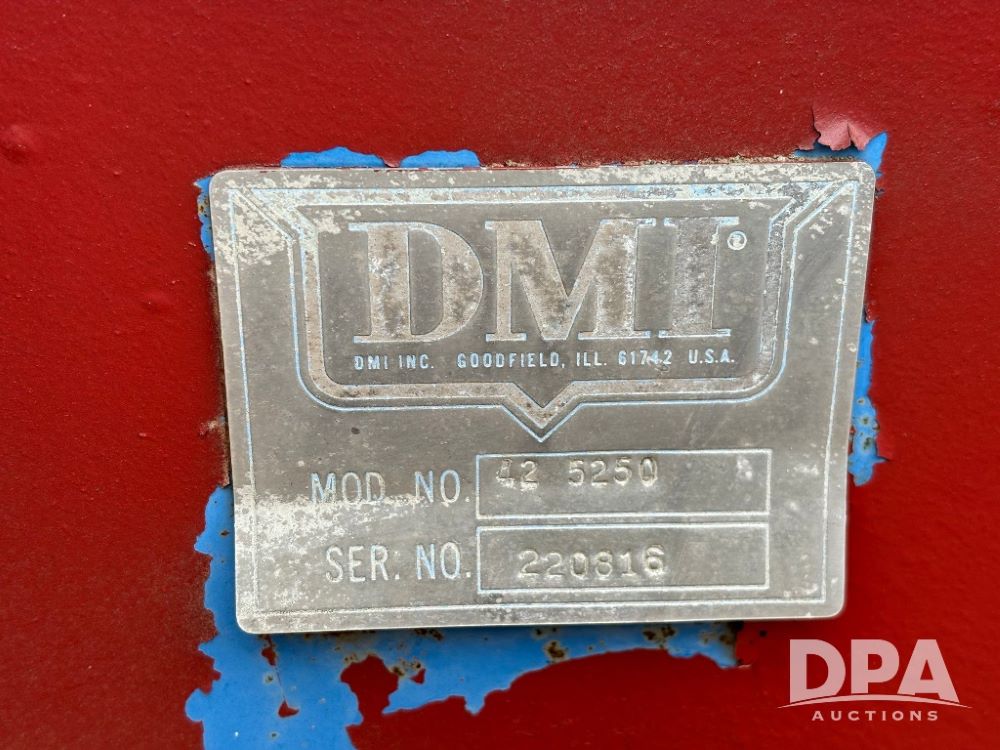 DMI®
DMI INC. GOODFIELD, ILL. 61742 U.S.A.
MOD. NO. 42 5250
SER. NO. 220816
DPA
AUCTIONS